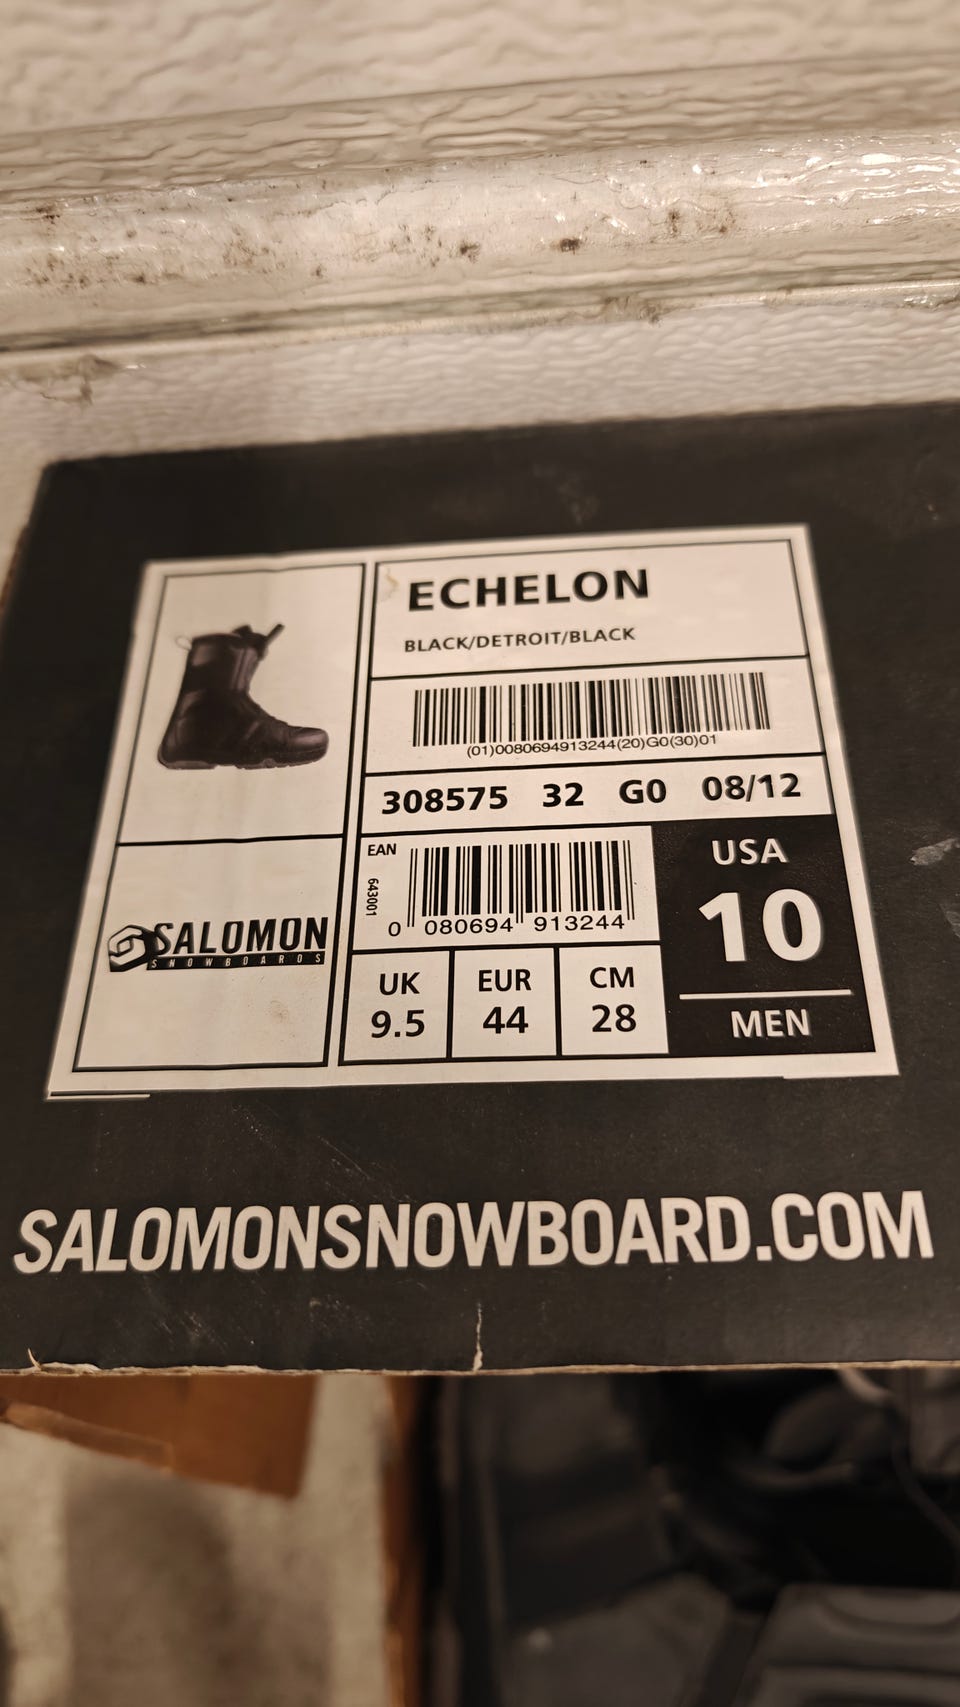 ECHELON
BLACK/DETROIT/BLACK
(01)0080694913244(20)G0(30)01
308575 32 G0 08/12
EAN
643001
0 080694 913244
USA
10
MEN
SALOMON
SNOWBOARDS
UK
9.5
EUR
44
CM
28
SALOMONSNOWBOARD.COM